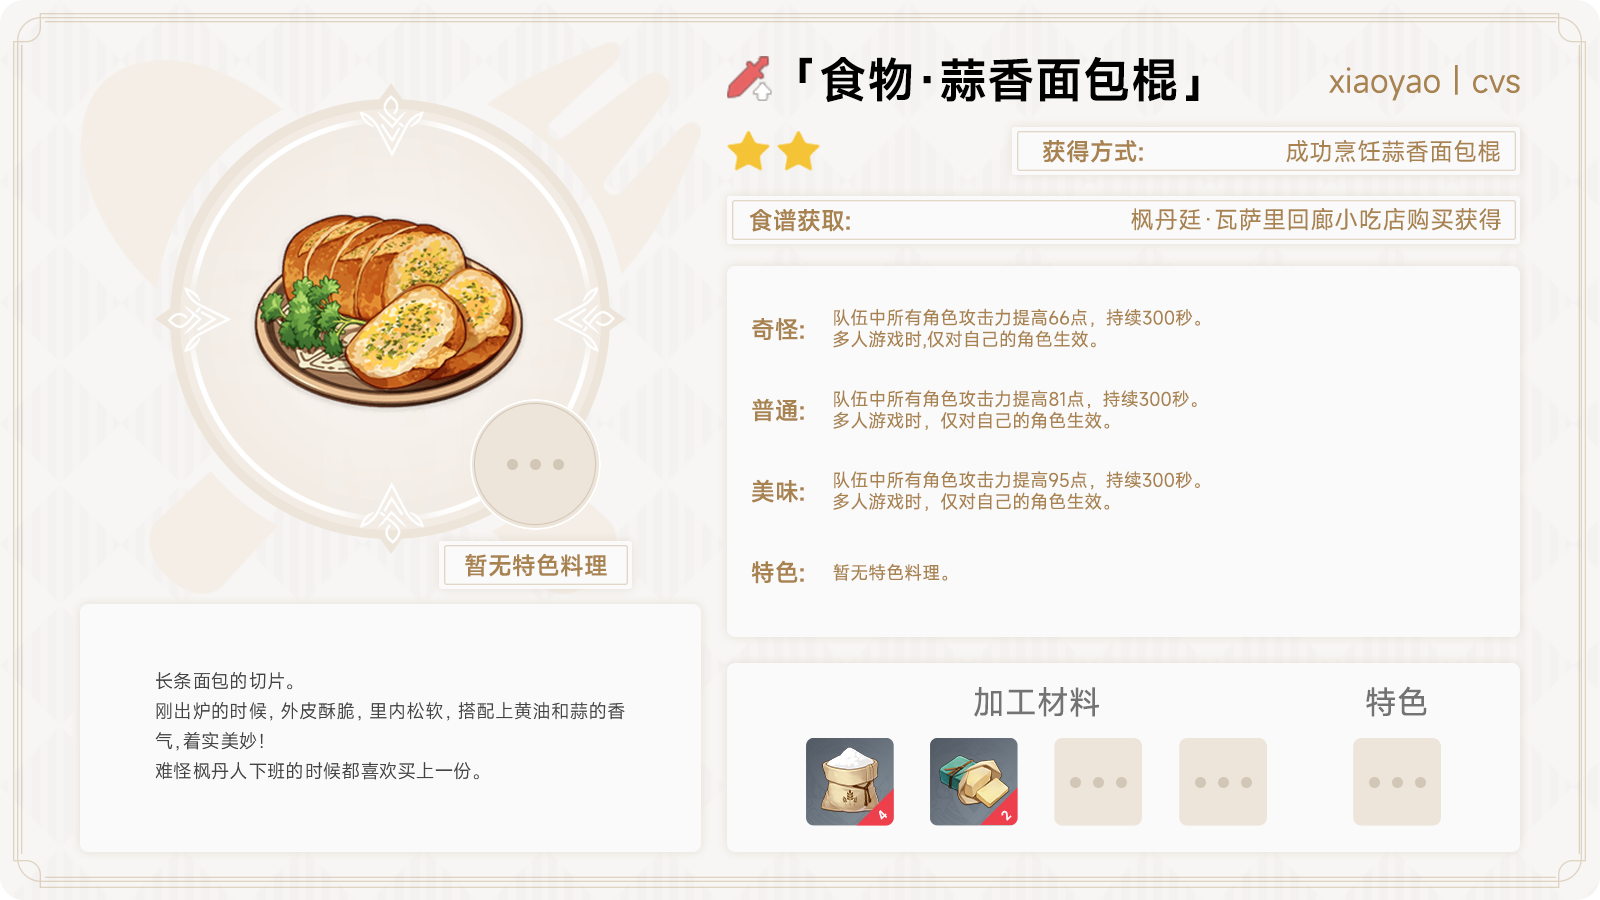 「食物·蒜香面包棍」
xiaoyao | cvs
获得方式: 成功烹饪蒜香面包棍
食谱获取: 枫丹廷·瓦萨里回廊小吃店购买获得
奇怪: 队伍中所有角色攻击力提高66点，持续300秒。
多人游戏时,仅对自己的角色生效。
普通: 队伍中所有角色攻击力提高81点，持续300秒。
多人游戏时，仅对自己的角色生效。
美味: 队伍中所有角色攻击力提高95点，持续300秒。
多人游戏时，仅对自己的角色生效。
特色: 暂无特色料理。
暂无特色料理
长条面包的切片。
刚出炉的时候，外皮酥脆，里内松软，搭配上黄油和蒜的香
气，着实美妙！
难怪枫丹人下班的时候都喜欢买上一份。
加工材料 特色
4 2